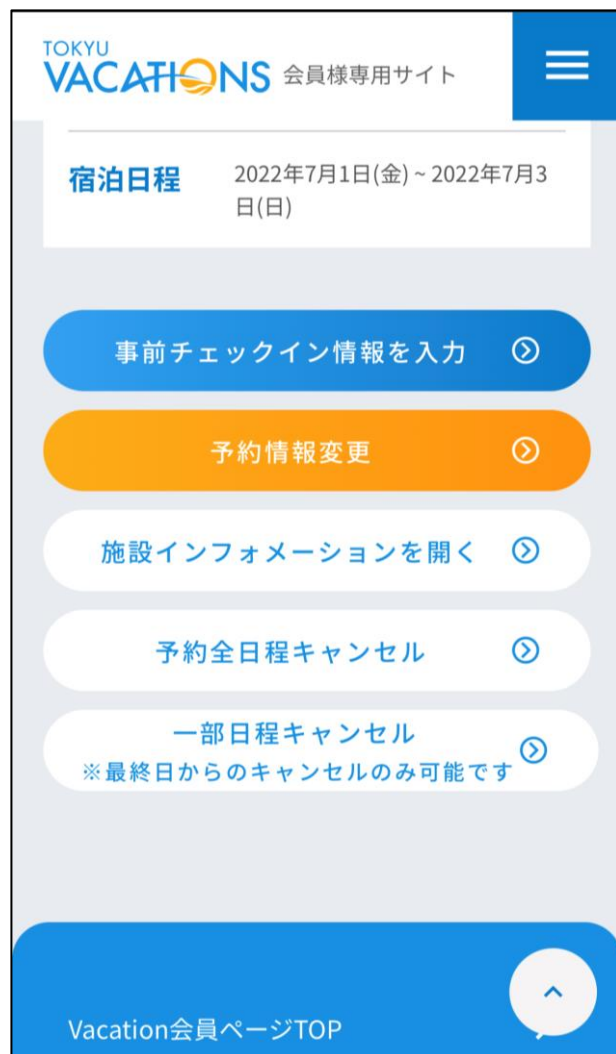 TOKYU
VACATIONS 会員様専用サイト
宿泊日程
2022年7月1日(金) ~ 2022年7月3
日(日)
事前チェックイン情報を入力
予約情報変更
施設インフォメーションを開く
予約全日程キャンセル
一部日程キャンセル
※最終日からのキャンセルのみ可能です
Vacation会員ページTOP